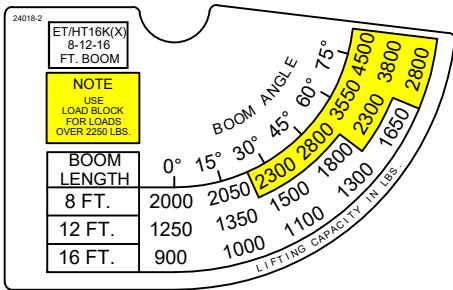 24018-2
ET/HT16K(X)
8-12-16
FT. BOOM
NOTE
USE
LOAD BLOCK
FOR LOADS
OVER 2250 LBS.
BOOM ANGLE
BOOM
LENGTH
0° 15° 30° 45° 60° 75°
8 FT. 2000 2050 2300 2800 3550 4500
12 FT. 1250 1350 1500 1800 2300 3800
16 FT. 900 1000 1100 1300 1650 2800
LIFTING CAPACITY IN LBS.